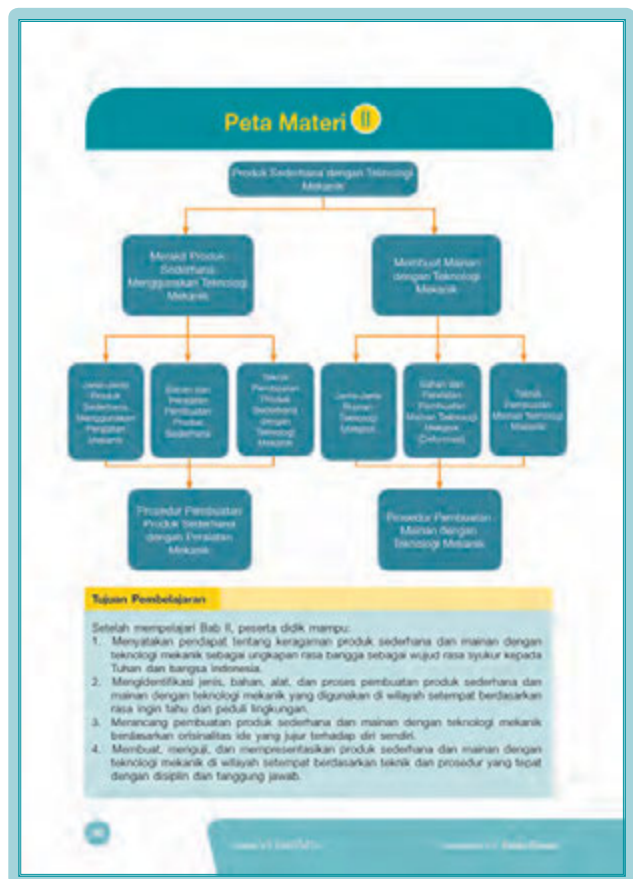 Peta Materi II
Produk Sederhana dengan Teknologi
Mekanik
Merakit Produk
Sederhana
Menggunakan Teknologi
Mekanik
Membuat Mainan
dengan Teknologi
Mekanik
Jenis-Jenis
Produk
Sederhana
Menggunakan
Peralatan
Mekanik
Bahan dan
Peralatan
Pembuatan
Produk
Sederhana
Teknik
Pembuatan
Produk
Sederhana
dengan
Teknologi
Mekanik
Jenis-Jenis
Mainan
Teknologi
Mekanik
Bahan dan
Peralatan
Pembuatan
Mainan Teknologi
Mekanik
Teknik
Pembuatan
Mainan Teknologi
Mekanik
Prosedur Pembuatan
Produk Sederhana
dengan Peralatan
Mekanik
Prosedur Pembuatan
Mainan dengan
Teknologi Mekanik
Tujuan Pembelajaran
Setelah mempelajari Bab II, peserta didik mampu:
1. Menyatakan pendapat tentang keragaman produk sederhana dan mainan dengan
teknologi mekanik sebagai ungkapan rasa bangga sebagai wujud rasa syukur kepada
Tuhan dan bangsa Indonesia.
2. Mengidentifikasi jenis, bahan, alat, dan proses pembuatan produk sederhana dan
mainan dengan teknologi mekanik yang digunakan di wilayah setempat berdasarkan
rasa ingin tahu dan peduli lingkungan.
3. Merancang pembuatan produk sederhana dan mainan dengan teknologi mekanik
berdasarkan orisinalitas ide yang jujur terhadap diri sendiri.
4. Membuat, menguji, dan mempresentasikan produk sederhana dan mainan dengan
teknologi mekanik di wilayah setempat berdasarkan teknik dan prosedur yang tepat
dengan disiplin dan tanggung jawab.